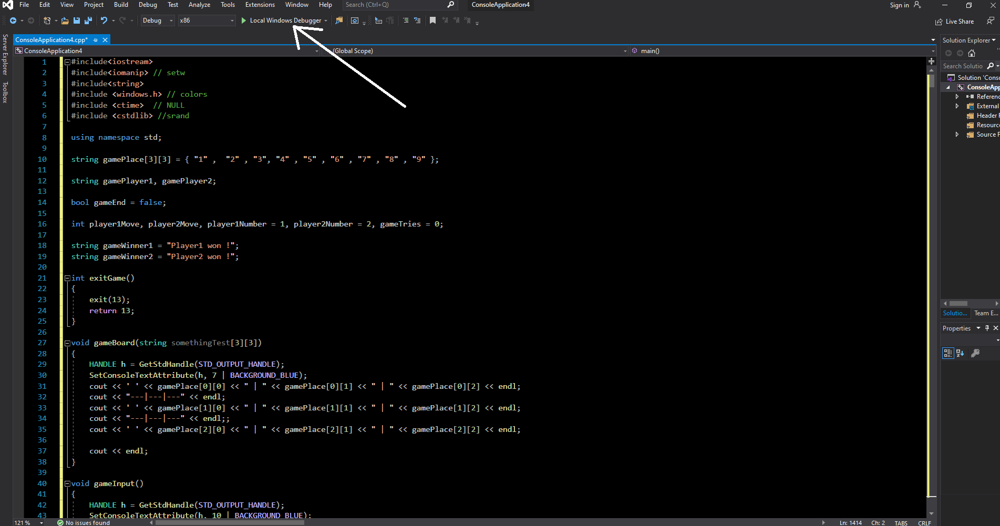 File Edit View Project Build Debug Test Analyze Tools Extensions Window Help Search (Ctrl+Q) ConsoleApplication4 Sign in
Debug x86 Local Windows Debugger Live Share
Server Explorer
Toolbox
ConsoleApplication4.cpp*
ConsoleApplication4 (Global Scope) main()
1 #include<iostream>
2 #include<iomanip> // setw
3 #include<string>
4 #include <windows.h> // colors
5 #include <ctime>  // NULL
6 #include <cstdlib> //srand
7
8 using namespace std;
9
10 string gamePlace[3][3] = { "1" ,  "2" , "3", "4" , "5" , "6" , "7" , "8" , "9" };
11
12 string gamePlayer1, gamePlayer2;
13
14 bool gameEnd = false;
15
16 int player1Move, player2Move, player1Number = 1, player2Number = 2, gameTries = 0;
17
18 string gameWinner1 = "Player1 won !";
19 string gameWinner2 = "Player2 won !";
20
21 int exitGame()
22 {
23     exit(13);
24     return 13;
25 }
26
27 void gameBoard(string somethingTest[3][3])
28 {
29     HANDLE h = GetStdHandle(STD_OUTPUT_HANDLE);
30     SetConsoleTextAttribute(h, 7 | BACKGROUND_BLUE);
31     cout << ' ' << gamePlace[0][0] << " | " << gamePlace[0][1] << " | " << gamePlace[0][2] << endl;
32     cout << "---|---|---" << endl;
33     cout << ' ' << gamePlace[1][0] << " | " << gamePlace[1][1] << " | " << gamePlace[1][2] << endl;
34     cout << "---|---|---" << endl;;
35     cout << ' ' << gamePlace[2][0] << " | " << gamePlace[2][1] << " | " << gamePlace[2][2] << endl;
36
37     cout << endl;
38 }
39
40 void gameInput()
41 {
42     HANDLE h = GetStdHandle(STD_OUTPUT_HANDLE);
43     SetConsoleTextAttribute(h, 10 | BACKGROUND_BLUE);
121 % No issues found Ln: 1414 Ch: 2 TABS CRLF
Solution Explorer
Search Solutio
Solution 'Conso
ConsoleApp
Referenc
External
Header F
Resourc
Source F
Solutio... Team E...
Properties